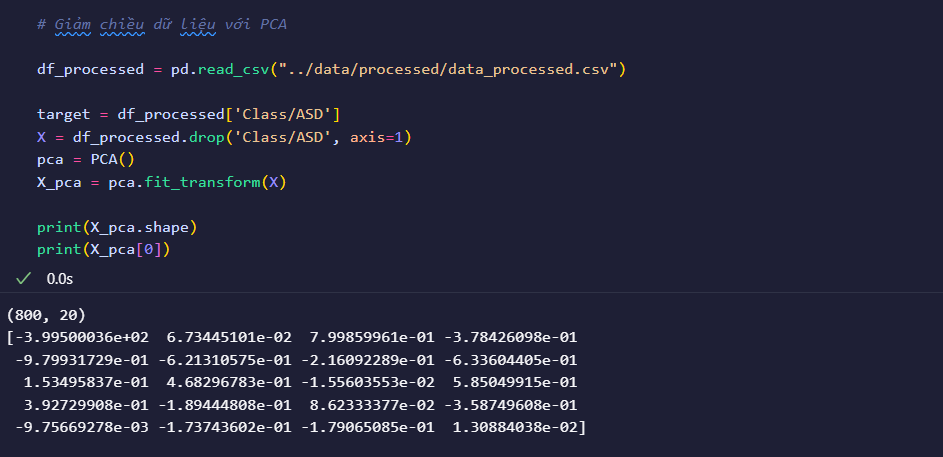 # Giảm chiều dữ liệu với PCA
df_processed = pd.read_csv("../data/processed/data_processed.csv")
target = df_processed['Class/ASD']
X = df_processed.drop('Class/ASD', axis=1)
pca = PCA()
X_pca = pca.fit_transform(X)
print(X_pca.shape)
print(X_pca[0])
0.0s
(800, 20)
[-3.99500036e+02 6.73445101e-02 7.99859961e-01 -3.78426098e-01
-9.79931729e-01 -6.21310575e-01 -2.16092289e-01 -6.33604405e-01
1.53495837e-01 4.68296783e-01 -1.55603553e-02 5.85049915e-01
3.92729908e-01 -1.89444808e-01 8.62333377e-02 -3.58749608e-01
-9.75669278e-03 -1.73743602e-01 -1.79065085e-01 1.30884038e-02]